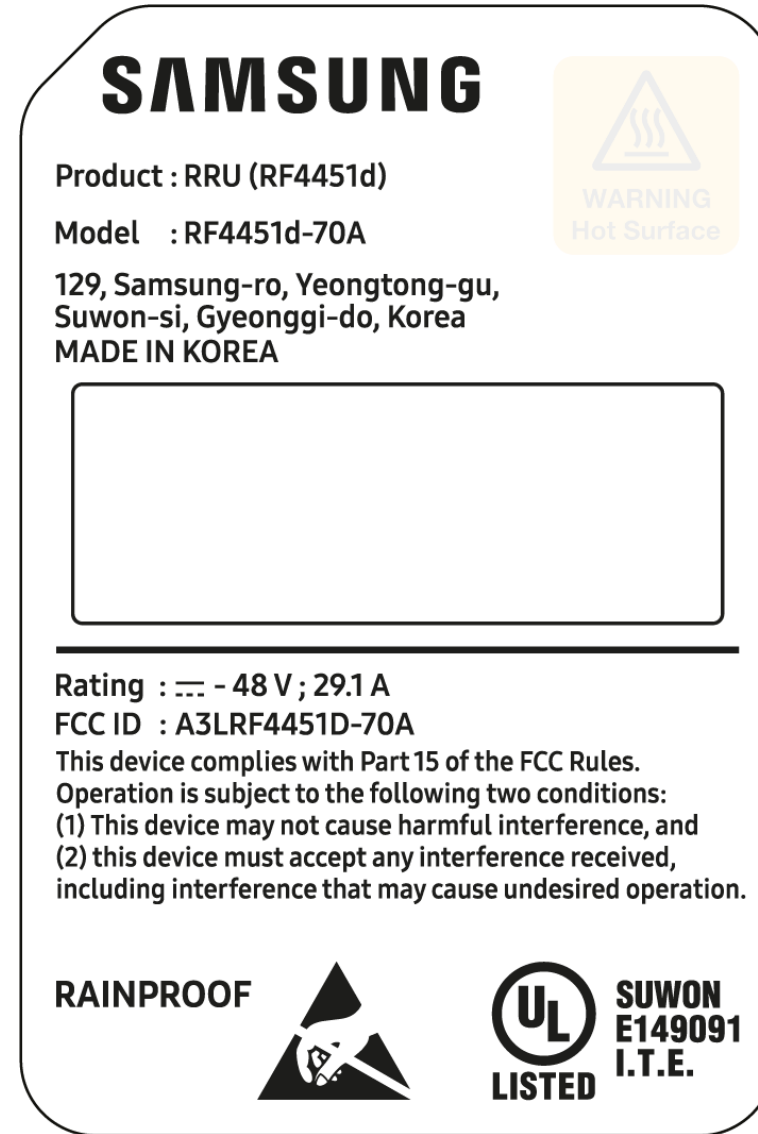 SAMSUNG
WARNING
Hot Surface
Product : RRU (RF4451d)
Model : RF4451d-70A
129, Samsung-ro, Yeongtong-gu,
Suwon-si, Gyeonggi-do, Korea
MADE IN KOREA
Rating : ⎓ - 48 V ; 29.1 A
FCC ID : A3LRF4451D-70A
This device complies with Part 15 of the FCC Rules.
Operation is subject to the following two conditions:
(1) This device may not cause harmful interference, and
(2) this device must accept any interference received,
including interference that may cause undesired operation.
RAINPROOF
UL
LISTED
SUWON
E149091
I.T.E.